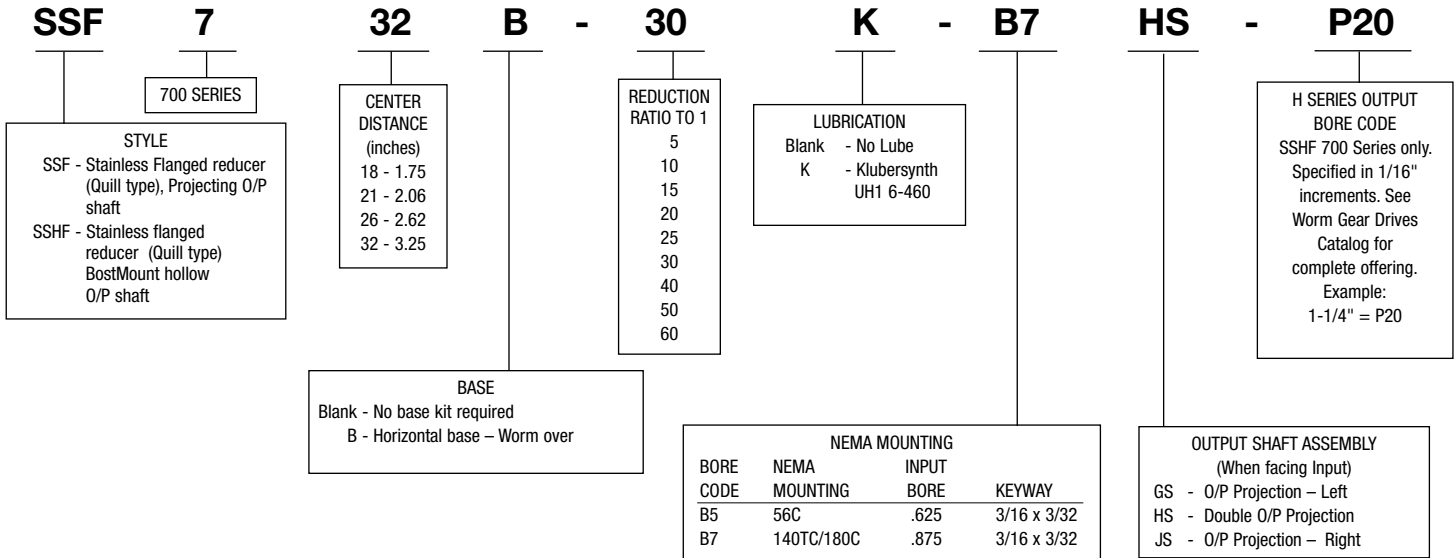 SSF 7 32 B - 30 K - B7 HS - P20
700 SERIES
STYLE
SSF - Stainless Flanged reducer
(Quill type), Projecting O/P
shaft
SSHF - Stainless flanged
reducer (Quill type)
BostMount hollow
O/P shaft
CENTER
DISTANCE
(inches)
18 - 1.75
21 - 2.06
26 - 2.62
32 - 3.25
BASE
Blank - No base kit required
B - Horizontal base – Worm over
REDUCTION
RATIO TO 1
5
10
15
20
25
30
40
50
60
LUBRICATION
Blank - No Lube
K - Klubersynth
UH1 6-460
NEMA MOUNTING
BORE NEMA INPUT
CODE MOUNTING BORE KEYWAY
B5 56C .625 3/16 x 3/32
B7 140TC/180C .875 3/16 x 3/32
OUTPUT SHAFT ASSEMBLY
(When facing Input)
GS - O/P Projection – Left
HS - Double O/P Projection
JS - O/P Projection – Right
H SERIES OUTPUT
BORE CODE
SSHF 700 Series only.
Specified in 1/16"
increments. See
Worm Gear Drives
Catalog for
complete offering.
Example:
1-1/4" = P20